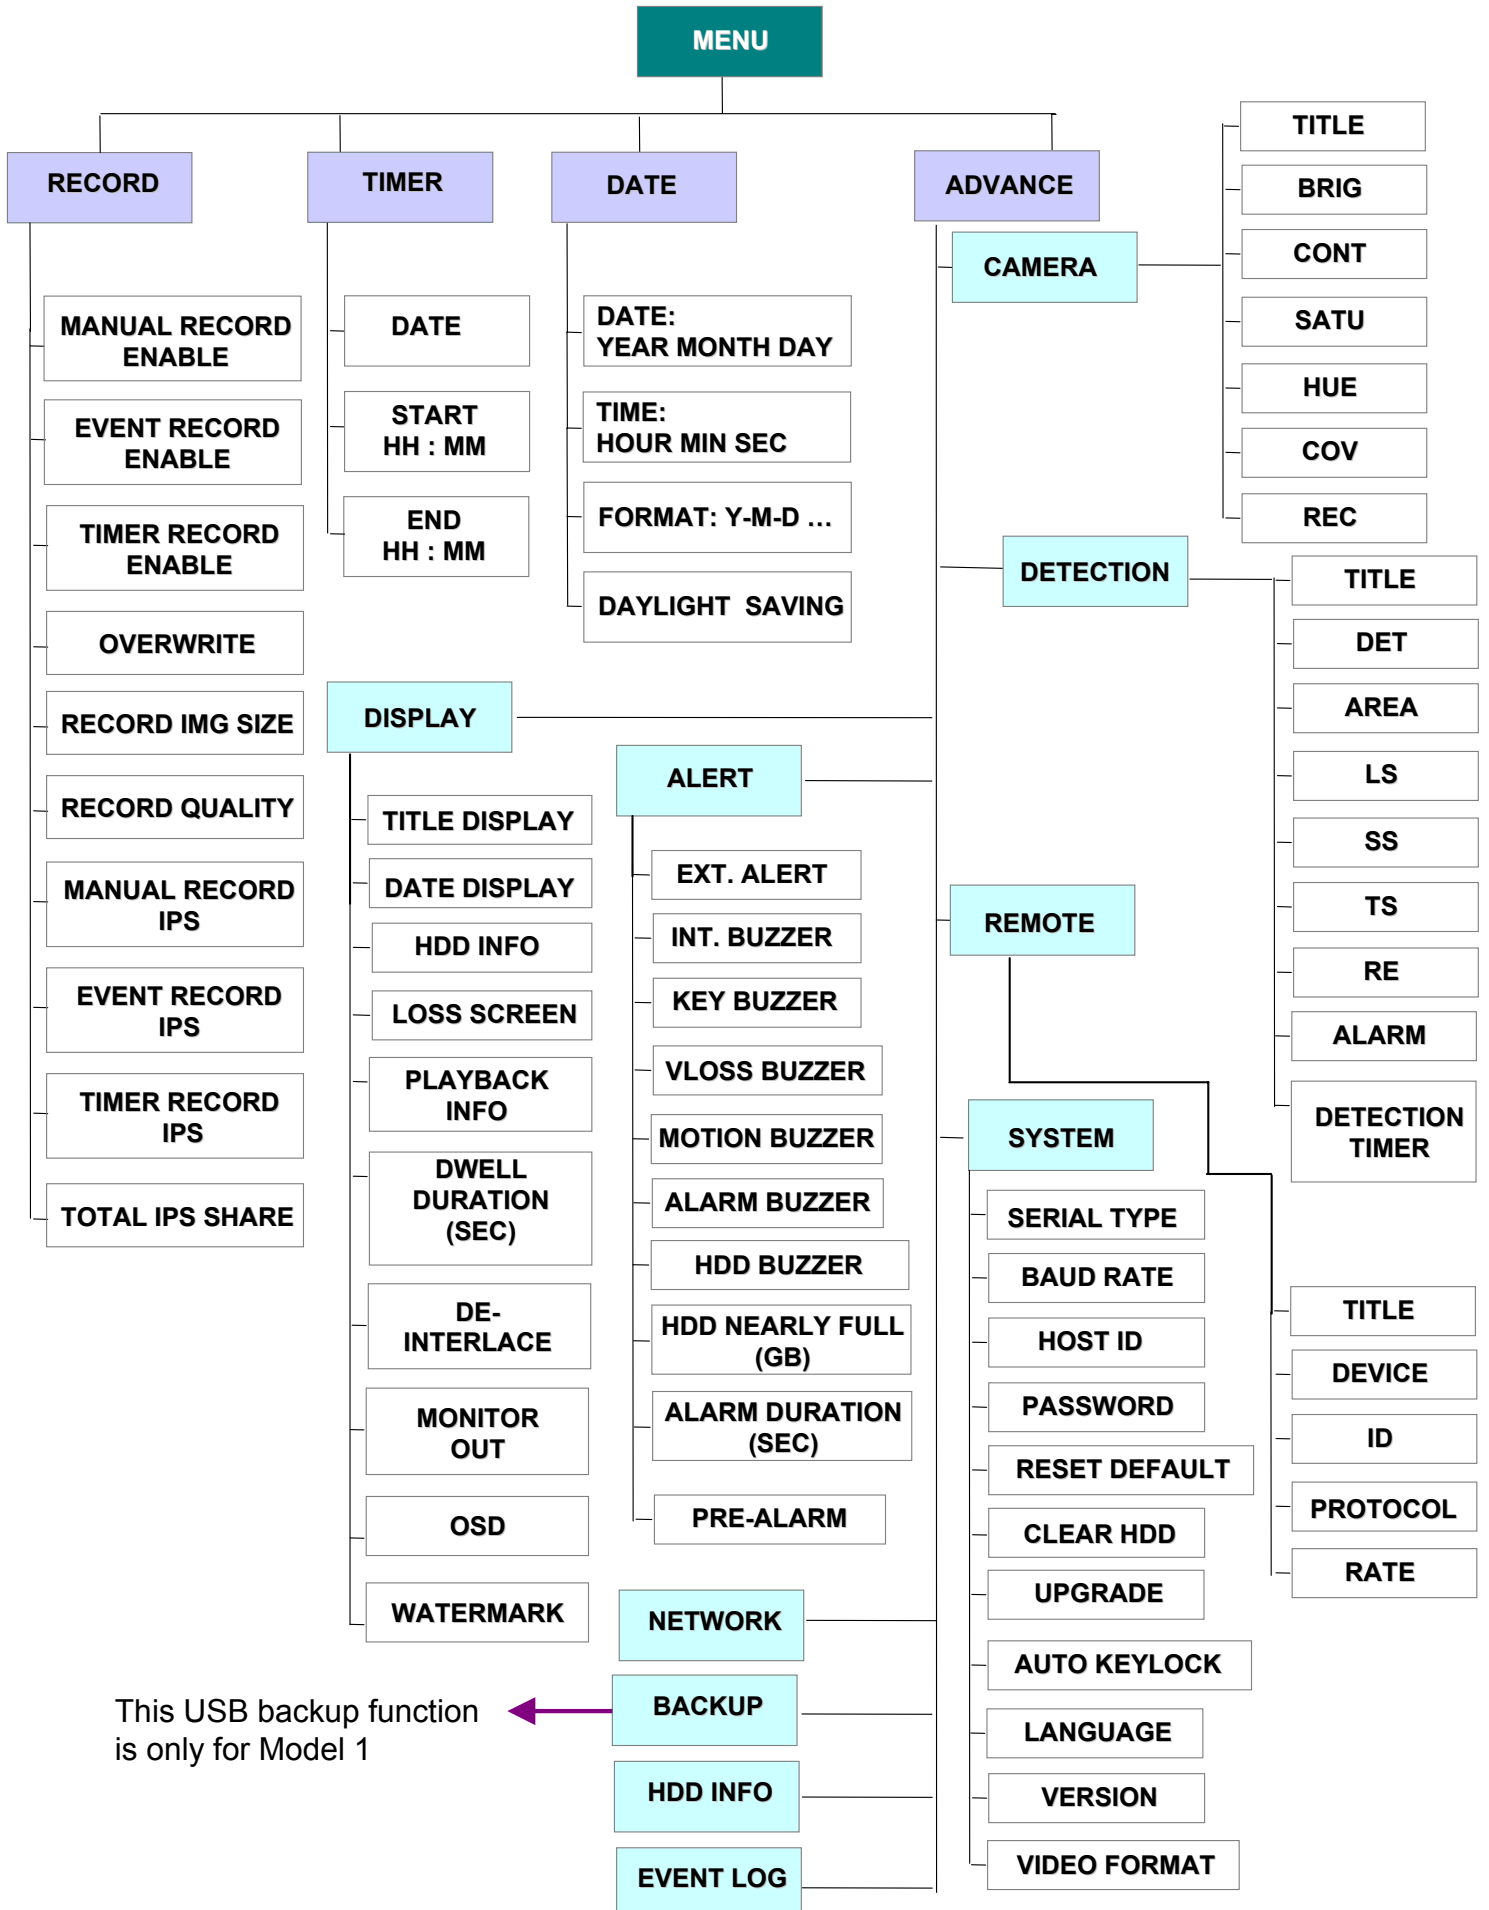 MENU
RECORD
MANUAL RECORD
ENABLE
EVENT RECORD
ENABLE
TIMER RECORD
ENABLE
OVERWRITE
RECORD IMG SIZE
RECORD QUALITY
MANUAL RECORD
IPS
EVENT RECORD
IPS
TIMER RECORD
IPS
TOTAL IPS SHARE
TIMER
DATE
START
HH : MM
END
HH : MM
DATE
DATE:
YEAR MONTH DAY
TIME:
HOUR MIN SEC
FORMAT: Y-M-D …
DAYLIGHT SAVING
ADVANCE
CAMERA
TITLE
BRIG
CONT
SATU
HUE
COV
REC
DETECTION
TITLE
DET
AREA
LS
SS
TS
RE
ALARM
DETECTION
TIMER
DISPLAY
TITLE DISPLAY
DATE DISPLAY
HDD INFO
LOSS SCREEN
PLAYBACK
INFO
DWELL
DURATION
(SEC)
DE-
INTERLACE
MONITOR
OUT
OSD
WATERMARK
ALERT
EXT. ALERT
INT. BUZZER
KEY BUZZER
VLOSS BUZZER
MOTION BUZZER
ALARM BUZZER
HDD BUZZER
HDD NEARLY FULL
(GB)
ALARM DURATION
(SEC)
PRE-ALARM
REMOTE
TITLE
DEVICE
ID
PROTOCOL
RATE
SYSTEM
SERIAL TYPE
BAUD RATE
HOST ID
PASSWORD
RESET DEFAULT
CLEAR HDD
UPGRADE
AUTO KEYLOCK
LANGUAGE
VERSION
VIDEO FORMAT
NETWORK
BACKUP
This USB backup function
is only for Model 1
HDD INFO
EVENT LOG